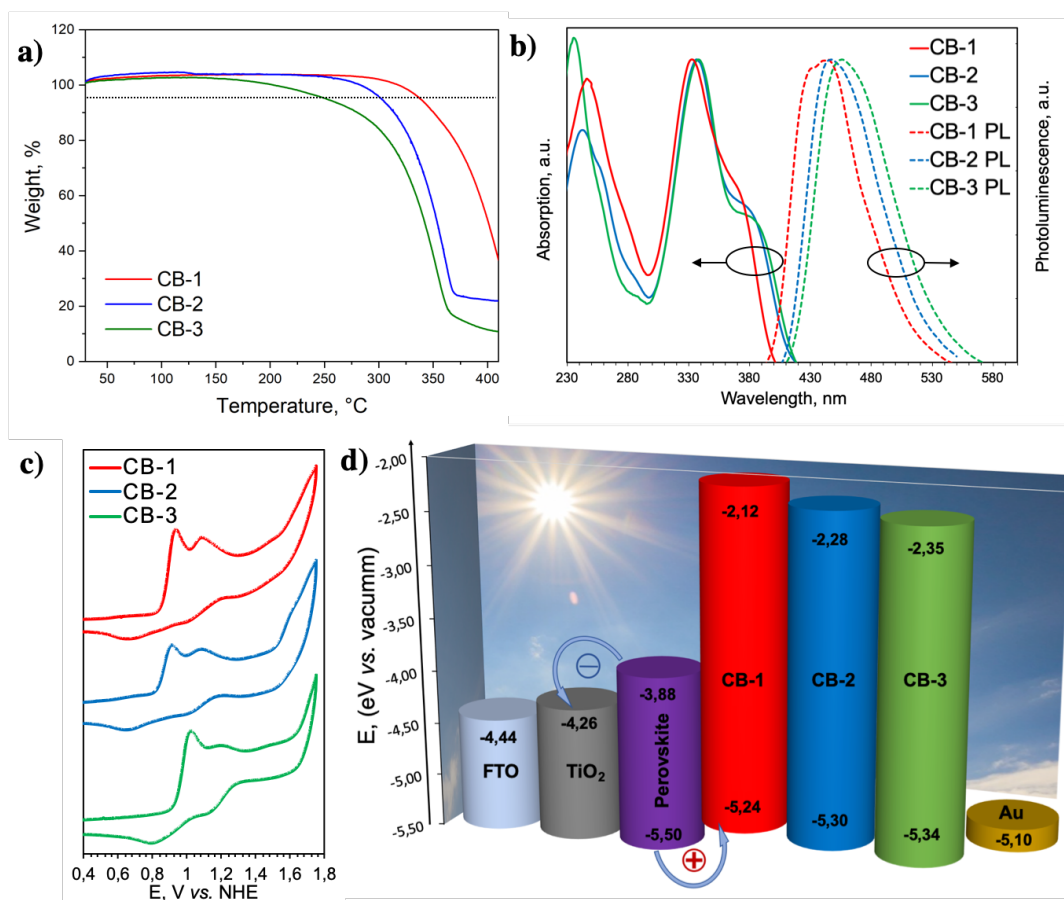 a)
120
100
80
60
40
20
0
Weight, %
CB-1
CB-2
CB-3
50 100 150 200 250 300 350 400
Temperature, °C
b)
CB-1
CB-2
CB-3
CB-1 PL
CB-2 PL
CB-3 PL
Absorption, a.u.
Photoluminescence, a.u.
230 280 330 380 430 480 530 580
Wavelength, nm
c)
CB-1
CB-2
CB-3
0,4 0,6 0,8 1 1,2 1,4 1,6 1,8
E, V vs. NHE
d)
E, (eV vs. vacumm)
-2,00
-2,50
-3,00
-3,50
-4,00
-4,50
-5,00
-5,50
-4,44
FTO
-4,26
TiO₂
-3,88
Perovskite
-5,50
-2,12
CB-1
-5,24
-2,28
CB-2
-5,30
-2,35
CB-3
-5,34
Au
-5,10